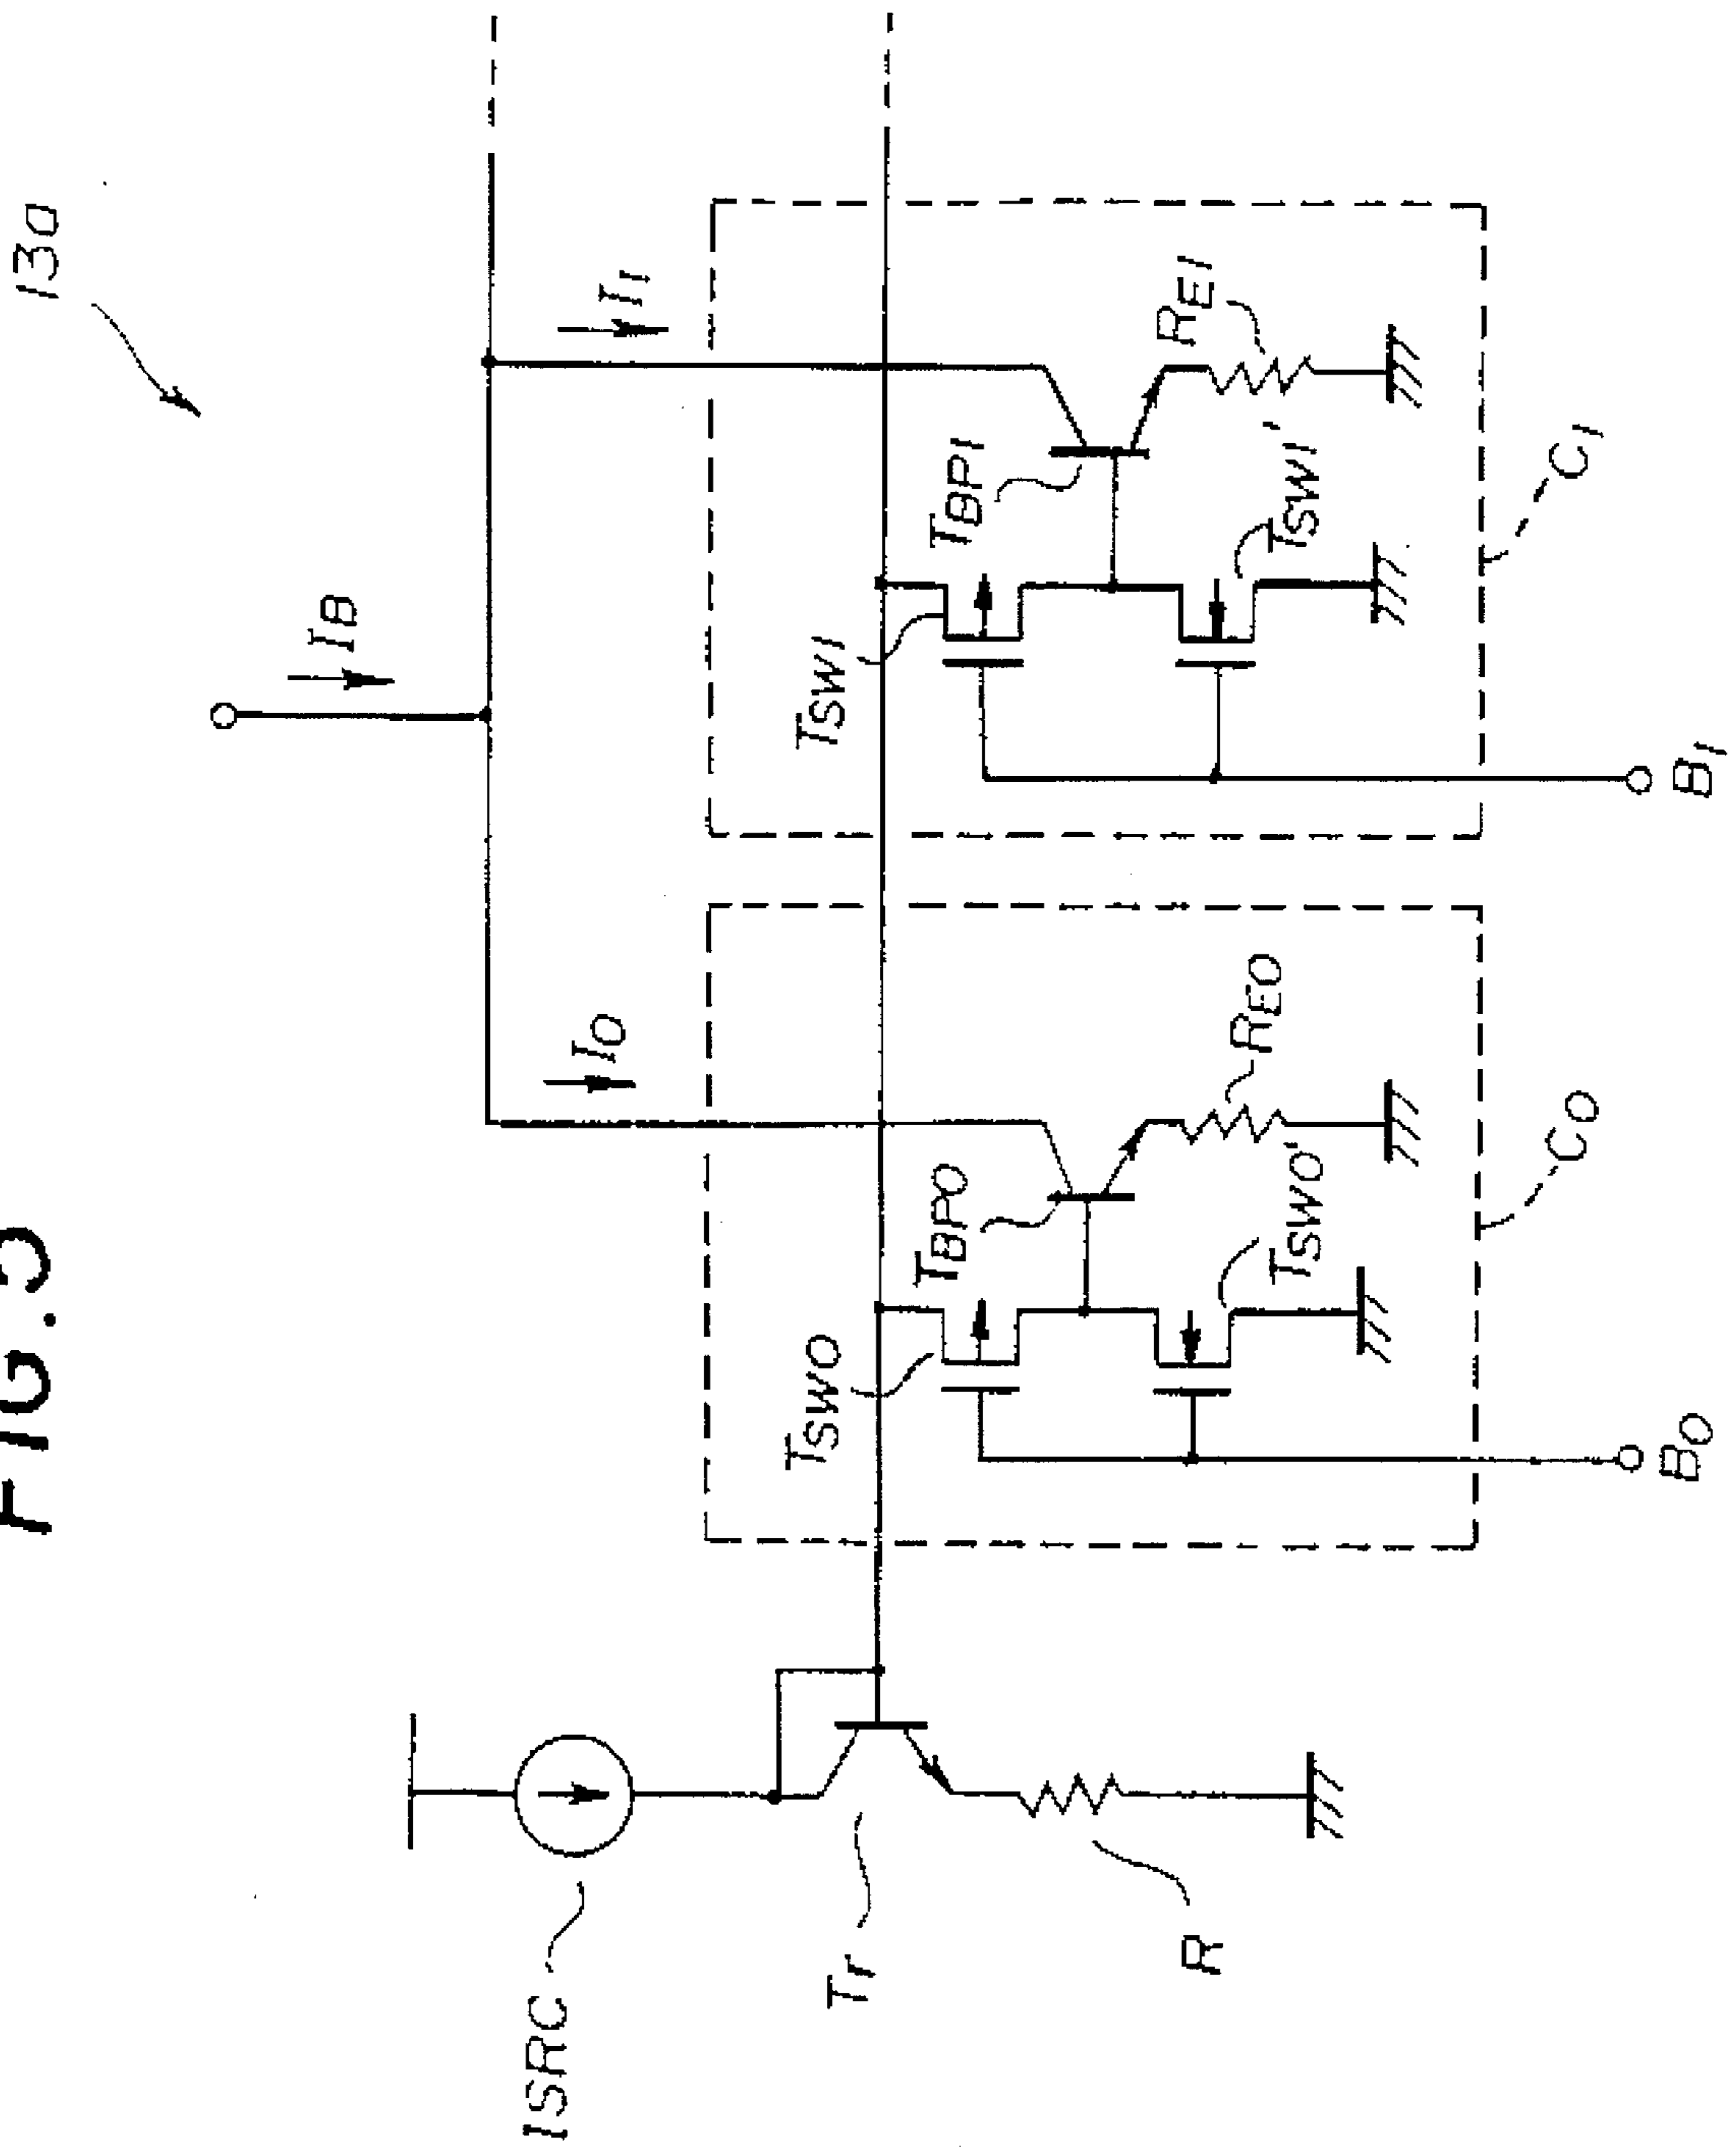 FIG.5
13a
IB
I0
I1
ISRC
Tr
R
TSW0
TBP0
TSW0'
RE0
C0
B0
TSW1
TBP1
TSW1'
RE1
C1
B1